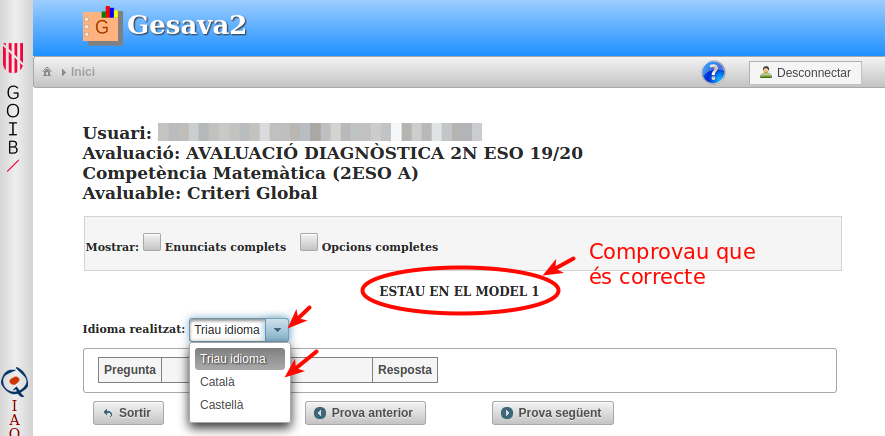 G Gesava2
Inici
? Desconnectar
GOIB
Usuari:
Avaluació: AVALUACIÓ DIAGNÒSTICA 2N ESO 19/20
Competència Matemàtica (2ESO A)
Avaluable: Criteri Global
Mostrar: Enunciats complets Opcions completes
Comprovau que
és correcte
ESTAU EN EL MODEL 1
Idioma realitzat: Triau idioma
Triau idioma
Català
Castellà
Pregunta Resposta
Sortir Prova anterior Prova següent
IAQ